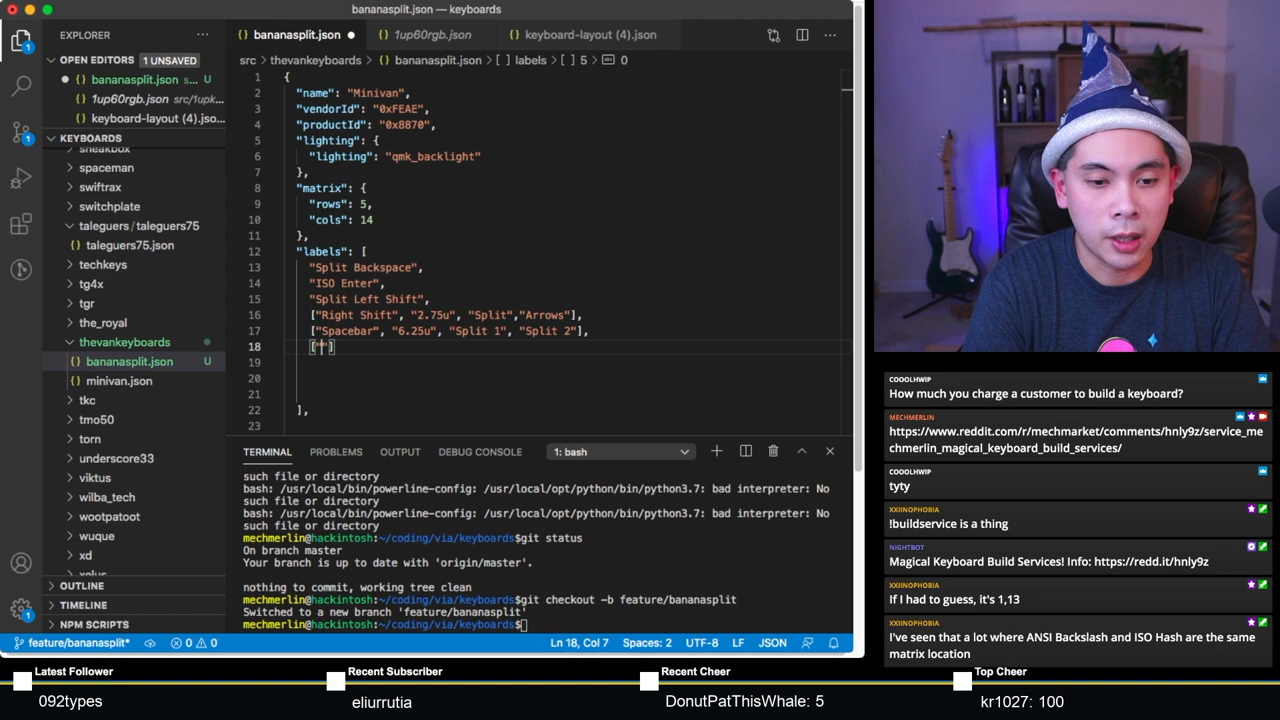 bananasplit.json — keyboards
EXPLORER
OPEN EDITORS 1 UNSAVED
bananasplit.json s... U
1up60rgb.json src/1upk...
keyboard-layout (4).jso...
KEYBOARDS
sneakbox
spaceman
swiftrax
switchplate
taleguers / taleguers75
taleguers75.json
techkeys
tg4x
tgr
the_royal
thevankeyboards
bananasplit.json U
minivan.json
tkc
tmo50
torn
underscore33
viktus
wilba_tech
wootpatoot
wuque
xd
xelus
OUTLINE
TIMELINE
NPM SCRIPTS
bananasplit.json
1up60rgb.json
keyboard-layout (4).json
src > thevankeyboards > bananasplit.json > [ ] labels > [ ] 5 > 0
1 {
2 "name": "Minivan",
3 "vendorId": "0xFEAE",
4 "productId": "0x8870",
5 "lighting": {
6 "lighting": "qmk_backlight"
7 },
8 "matrix": {
9 "rows": 5,
10 "cols": 14
11 },
12 "labels": [
13 "Split Backspace",
14 "ISO Enter",
15 "Split Left Shift",
16 ["Right Shift", "2.75u", "Split","Arrows"],
17 ["Spacebar", "6.25u", "Split 1", "Split 2"],
18 [""]
19
20
21
22 ],
23
TERMINAL PROBLEMS OUTPUT DEBUG CONSOLE 1: bash
such file or directory
bash: /usr/local/bin/powerline-config: /usr/local/opt/python/bin/python3.7: bad interpreter: No
such file or directory
bash: /usr/local/bin/powerline-config: /usr/local/opt/python/bin/python3.7: bad interpreter: No
such file or directory
mechmerlin@hackintosh:~/coding/via/keyboards$git status
On branch master
Your branch is up to date with 'origin/master'.
nothing to commit, working tree clean
mechmerlin@hackintosh:~/coding/via/keyboards$git checkout -b feature/bananasplit
Switched to a new branch 'feature/bananasplit'
mechmerlin@hackintosh:~/coding/via/keyboards$
feature/bananasplit* 0 0 Ln 18, Col 7 Spaces: 2 UTF-8 LF JSON
COOOLHWIP
How much you charge a customer to build a keyboard?
MECHMERLIN
https://www.reddit.com/r/mechmarket/comments/hnly9z/service_me
chmerlin_magical_keyboard_build_services/
COOOLHWIP
tyty
XXIINOPHOBIA
!buildservice is a thing
NIGHTBOT
Magical Keyboard Build Services! Info: https://redd.it/hnly9z
XXIINOPHOBIA
If I had to guess, it's 1,13
XXIINOPHOBIA
I've seen that a lot where ANSI Backslash and ISO Hash are the same
matrix location
Latest Follower
092types
Recent Subscriber
eliurrutia
Recent Cheer
DonutPatThisWhale: 5
Top Cheer
kr1027: 100